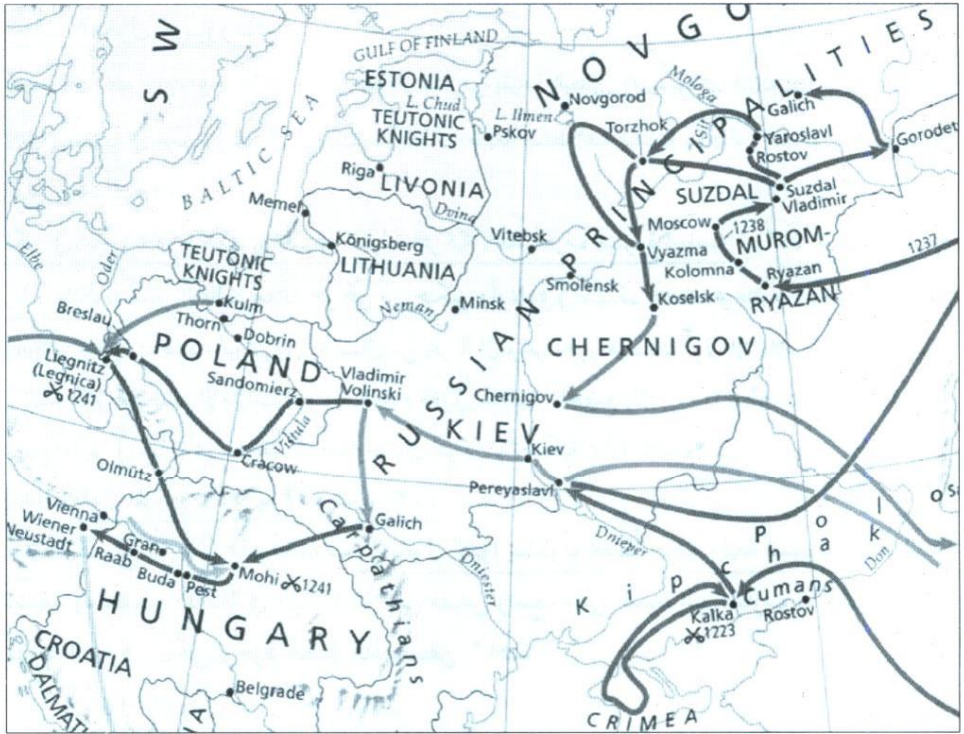 S W
GULF OF FINLAND
ESTONIA
L. Chud
TEUTONIC
KNIGHTS
L. Ilmen
Pskov
NOVGO
Novgorod
Mologa
Sit
Galich
Torzhok
Yaroslavl
Rostov
Gorodet
RUSSIAN PRINCIPALITIES
BALTIC SEA
Riga
LIVONIA
Dvina
SUZDAL
Suzdal
Vladimir
Memel
Königsberg
LITHUANIA
Vitebsk
Moscow
1238
MUROM-
RYAZAN
Vyazma
Kolomna
Ryazan
1237
Elbe
Oder
TEUTONIC
KNIGHTS
Kulm
Thorn
Dobrin
Neman
Minsk
Smolensk
Koselsk
Breslau
POLAND
CHERNIGOV
Liegnitz
(Legnica)
1241
Sandomierz
Vladimir
Volinski
Chernigov
Vistula
Cracow
KIEV
Kiev
Pereyaslavl
Olmütz
Vienna
Wiener
Neustadt
Gran
Raab
Buda
Pest
Mohi 1241
Galich
Carpathians
Dniester
Dnieper
Don
Kipchak
Polo
Cumans
Kalka
1223
Rostov
HUNGARY
CROATIA
DALMAT
Belgrade
IA
CRIMEA